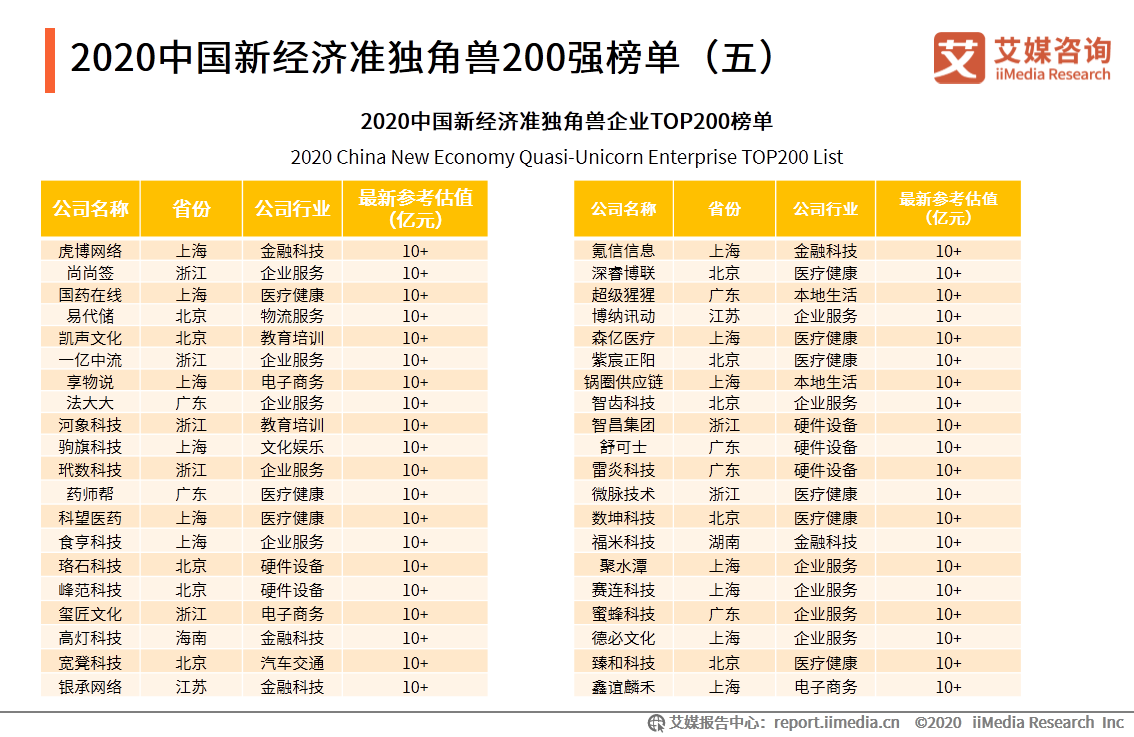 2020中国新经济准独角兽200强榜单（五）
艾媒咨询
iiMedia Research
2020中国新经济准独角兽企业TOP200榜单
2020 China New Economy Quasi-Unicorn Enterprise TOP200 List
公司名称 省份 公司行业 最新参考估值（亿元）
虎博网络 上海 金融科技 10+
尚尚签 浙江 企业服务 10+
国药在线 上海 医疗健康 10+
易代储 北京 物流服务 10+
凯声文化 北京 教育培训 10+
一亿中流 浙江 企业服务 10+
享物说 上海 电子商务 10+
法大大 广东 企业服务 10+
河象科技 浙江 教育培训 10+
驹旗科技 上海 文化娱乐 10+
玳数科技 浙江 企业服务 10+
药师帮 广东 医疗健康 10+
科望医药 上海 医疗健康 10+
食亨科技 上海 企业服务 10+
珞石科技 北京 硬件设备 10+
峰范科技 北京 硬件设备 10+
玺匠文化 浙江 电子商务 10+
高灯科技 海南 金融科技 10+
宽凳科技 北京 汽车交通 10+
银承网络 江苏 金融科技 10+
公司名称 省份 公司行业 最新参考估值（亿元）
氪信信息 上海 金融科技 10+
深睿博联 北京 医疗健康 10+
超级猩猩 广东 本地生活 10+
博纳讯动 江苏 企业服务 10+
森亿医疗 上海 医疗健康 10+
紫宸正阳 北京 医疗健康 10+
锅圈供应链 上海 本地生活 10+
智齿科技 北京 企业服务 10+
智昌集团 浙江 硬件设备 10+
舒可士 广东 硬件设备 10+
雷炎科技 广东 硬件设备 10+
微脉技术 浙江 医疗健康 10+
数坤科技 北京 医疗健康 10+
福米科技 湖南 金融科技 10+
聚水潭 上海 企业服务 10+
赛连科技 上海 企业服务 10+
蜜蜂科技 广东 企业服务 10+
德必文化 上海 企业服务 10+
臻和科技 北京 医疗健康 10+
鑫谊麟禾 上海 电子商务 10+
艾媒报告中心：report.iimedia.cn ©2020 iiMedia Research Inc